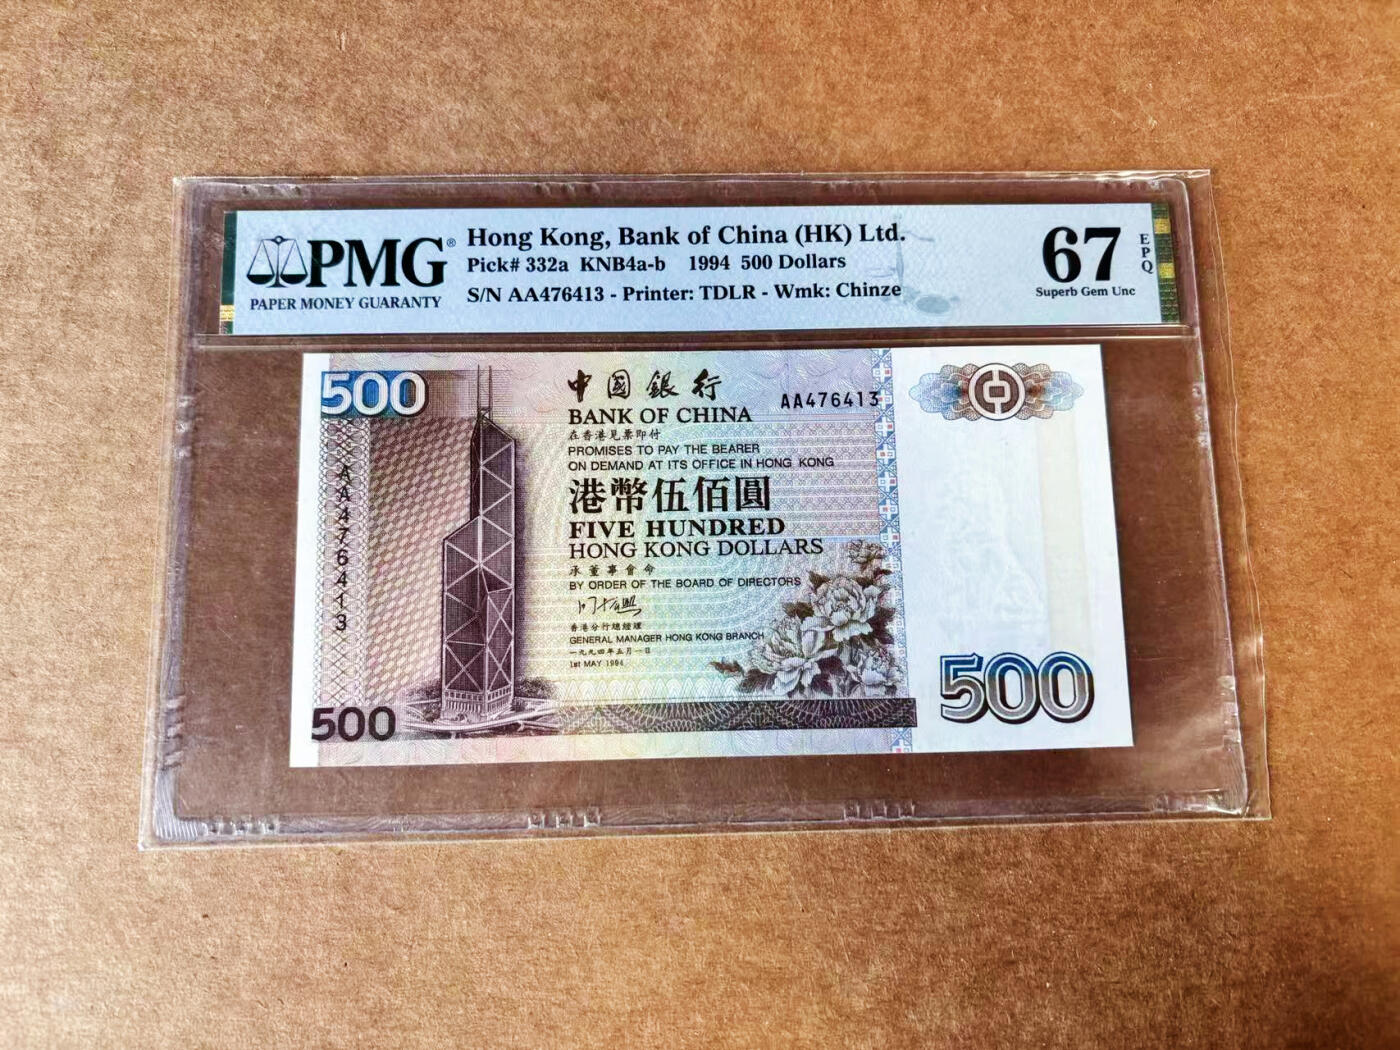 PMG®
PAPER MONEY GUARANTY
Hong Kong, Bank of China (HK) Ltd.
Pick# 332a KNB4a-b 1994 500 Dollars
S/N AA476413 - Printer: TDLR - Wmk: Chinze
67
EPQ
Superb Gem Unc
500
中國銀行
BANK OF CHINA
AA476413
在香港見票即付
PROMISES TO PAY THE BEARER
ON DEMAND AT ITS OFFICE IN HONG KONG
港幣伍佰圓
FIVE HUNDRED
HONG KONG DOLLARS
承董事會命
BY ORDER OF THE BOARD OF DIRECTORS
香港分行總經理
GENERAL MANAGER HONG KONG BRANCH
一九九四年五月一日
1st MAY 1994
AA476413
500
500